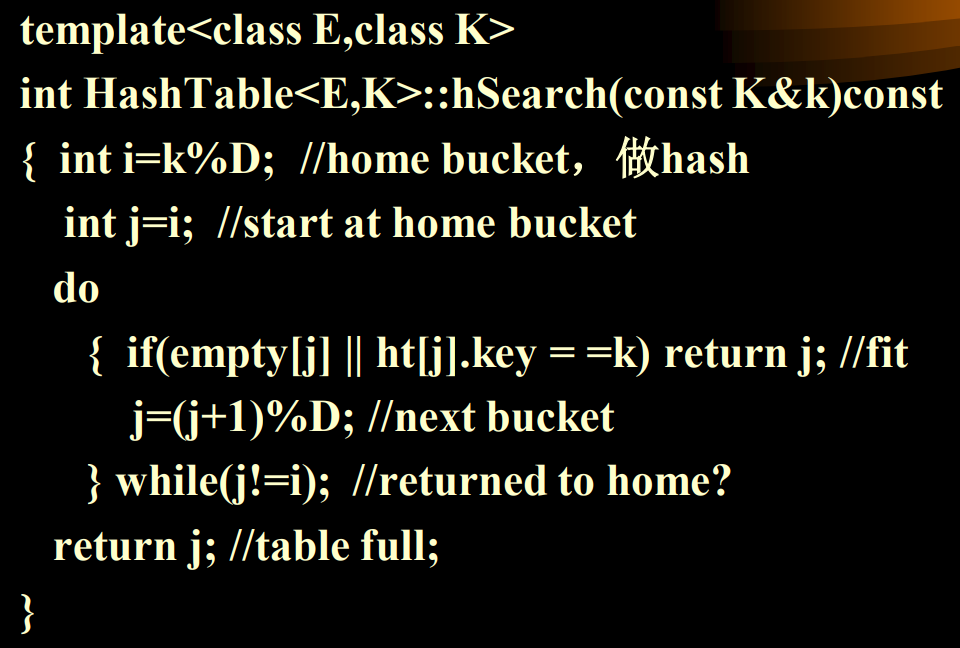 template<class E,class K>
int HashTable<E,K>::hSearch(const K&k)const
{ int i=k%D; //home bucket，做hash
int j=i; //start at home bucket
do
{ if(empty[j] || ht[j].key = =k) return j; //fit
j=(j+1)%D; //next bucket
} while(j!=i); //returned to home?
return j; //table full;
}